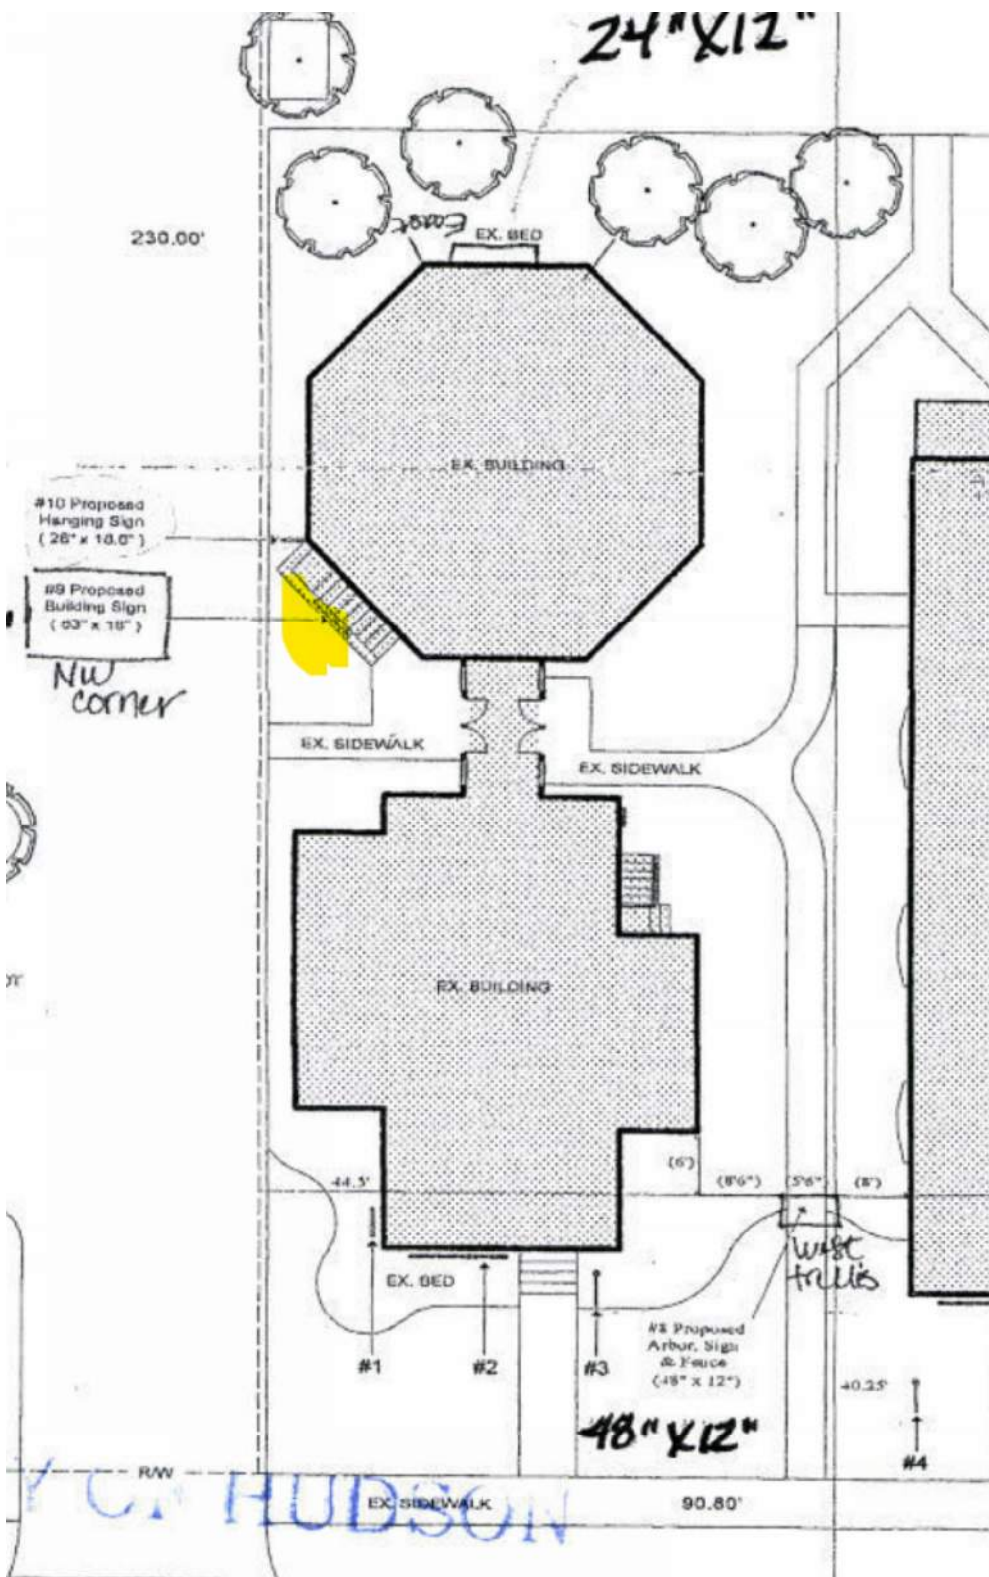 24"X12"
230.00'
East
EX. BED
EX. BUILDING
#10 Proposed
Hanging Sign
( 28" x 18.0" )
#9 Proposed
Building Sign
( 63" x 18" )
NW
corner
EX. SIDEWALK
EX. SIDEWALK
EX. BUILDING
(6')
44.5'
(8'6")
(5'6")
(8')
West
trellis
EX. BED
#8 Proposed
Arbor, Sign
& Fence
(48" x 12")
#1
#2
#3
40.25'
48"X12"
#4
R/W
HUDSON
EX. SIDEWALK
90.80'